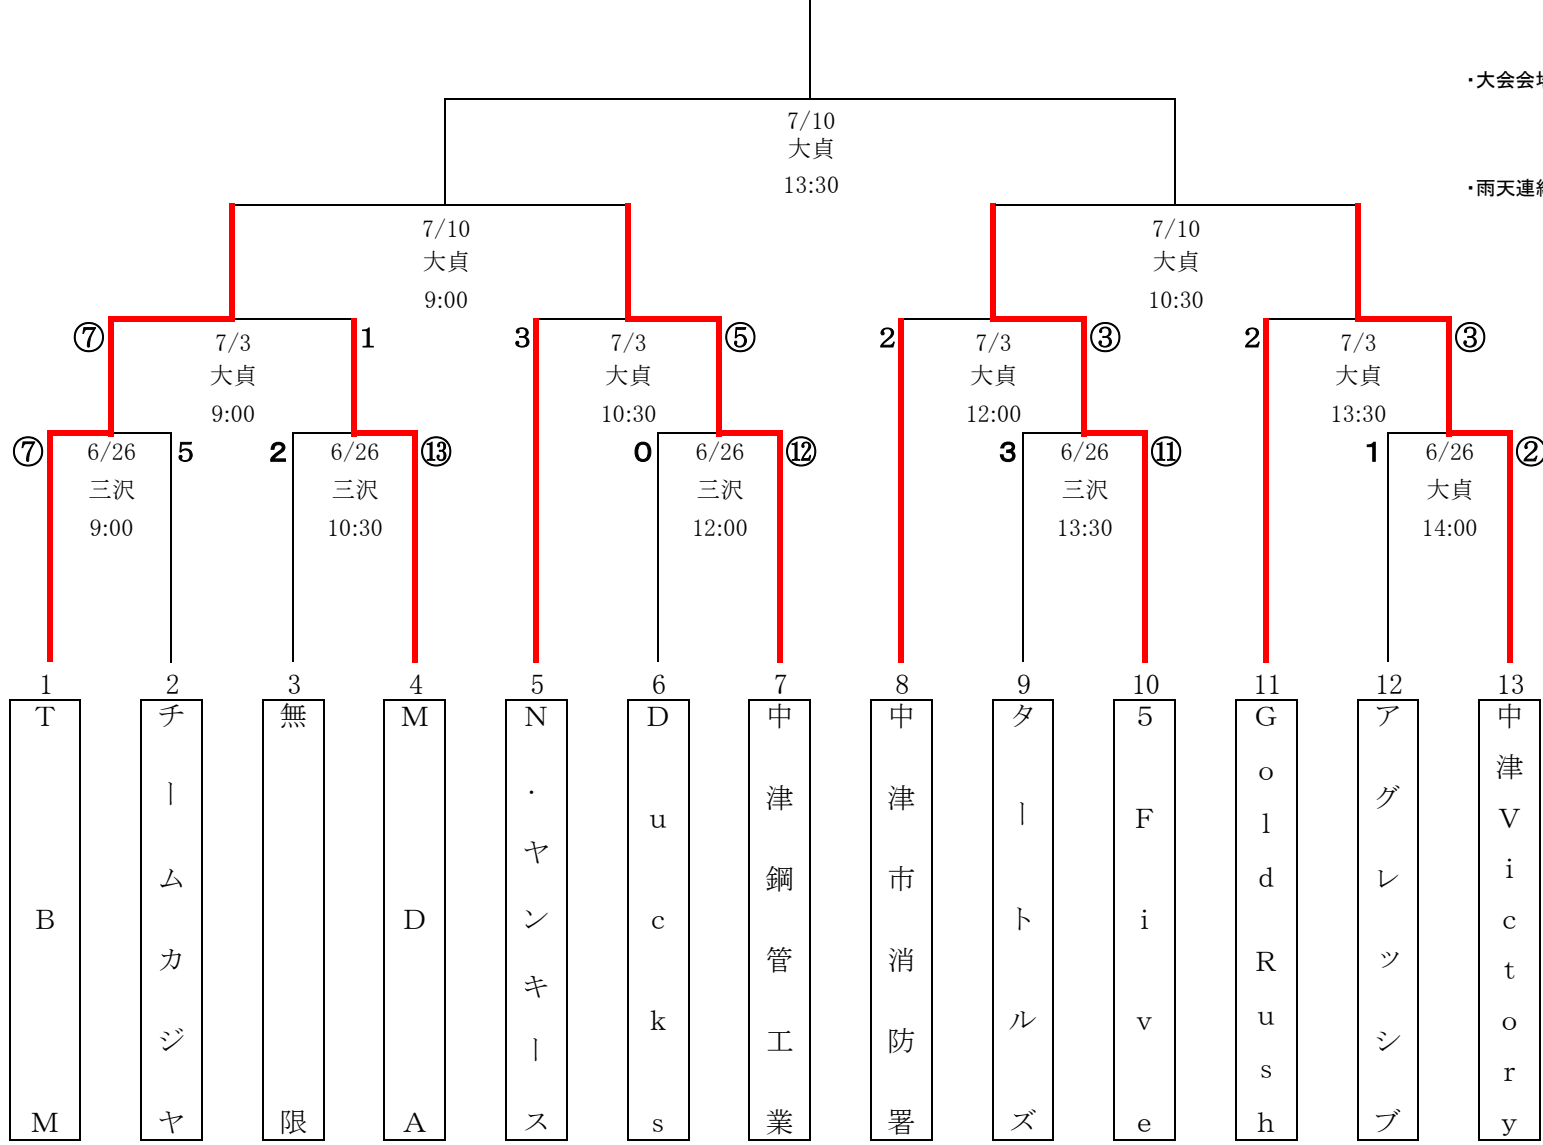 ・大会会場
7/10
大貞
13:30
・雨天連絡
7/10
大貞
9:00
7/10
大貞
10:30
⑦ 1 3 ⑤ 2 ③ 2 ③
7/3 7/3 7/3 7/3
大貞 大貞 大貞 大貞
9:00 10:30 12:00 13:30
⑦ 6/26 5 2 6/26 ⑬ 0 6/26 ⑫ 3 6/26 ⑪ 1 6/26 ②
三沢 三沢 三沢 三沢 大貞
9:00 10:30 12:00 13:30 14:00
1 2 3 4 5 6 7 8 9 10 11 12 13
TBM
チームカジヤ
無限
MDA
N.ヤンキース
Ducks
中津鋼管工業
中津市消防署
タートルズ
5Five
Gold Rush
アグレッシブ
中津Victory